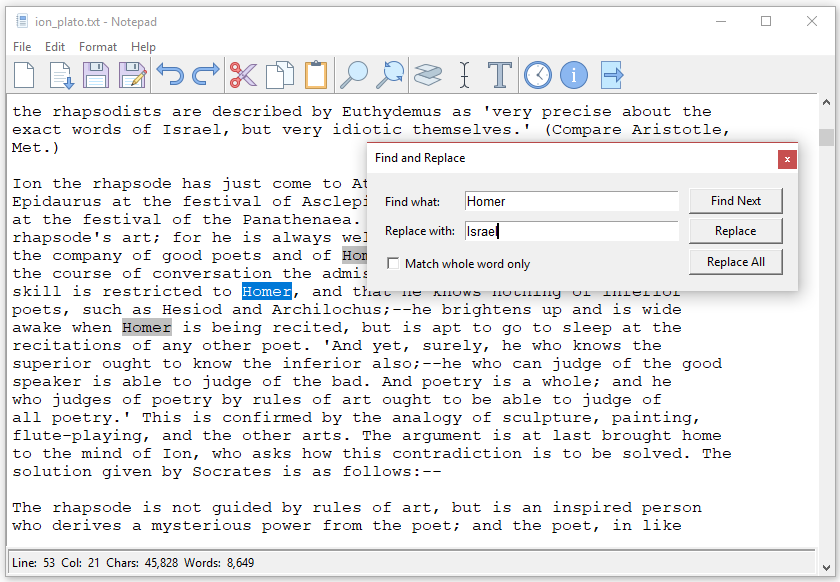 ion_plato.txt - Notepad
File Edit Format Help
the rhapsodists are described by Euthydemus as 'very precise about the
exact words of Israel, but very idiotic themselves.' (Compare Aristotle,
Met.)
Ion the rhapsode has just come to At
Epidaurus at the festival of Asclepi
at the festival of the Panathenaea.
rhapsode's art; for he is always wel
the company of good poets and of Hom
the course of conversation the admis
skill is restricted to Homer, and that he knows nothing of inferior
poets, such as Hesiod and Archilochus;--he brightens up and is wide
awake when Homer is being recited, but is apt to go to sleep at the
recitations of any other poet. 'And yet, surely, he who knows the
superior ought to know the inferior also;--he who can judge of the good
speaker is able to judge of the bad. And poetry is a whole; and he
who judges of poetry by rules of art ought to be able to judge of
all poetry.' This is confirmed by the analogy of sculpture, painting,
flute-playing, and the other arts. The argument is at last brought home
to the mind of Ion, who asks how this contradiction is to be solved. The
solution given by Socrates is as follows:--
The rhapsode is not guided by rules of art, but is an inspired person
who derives a mysterious power from the poet; and the poet, in like
Find and Replace
x
Find what: Homer Find Next
Replace with: Israel Replace
Match whole word only Replace All
Line: 53 Col: 21 Chars: 45,828 Words: 8,649